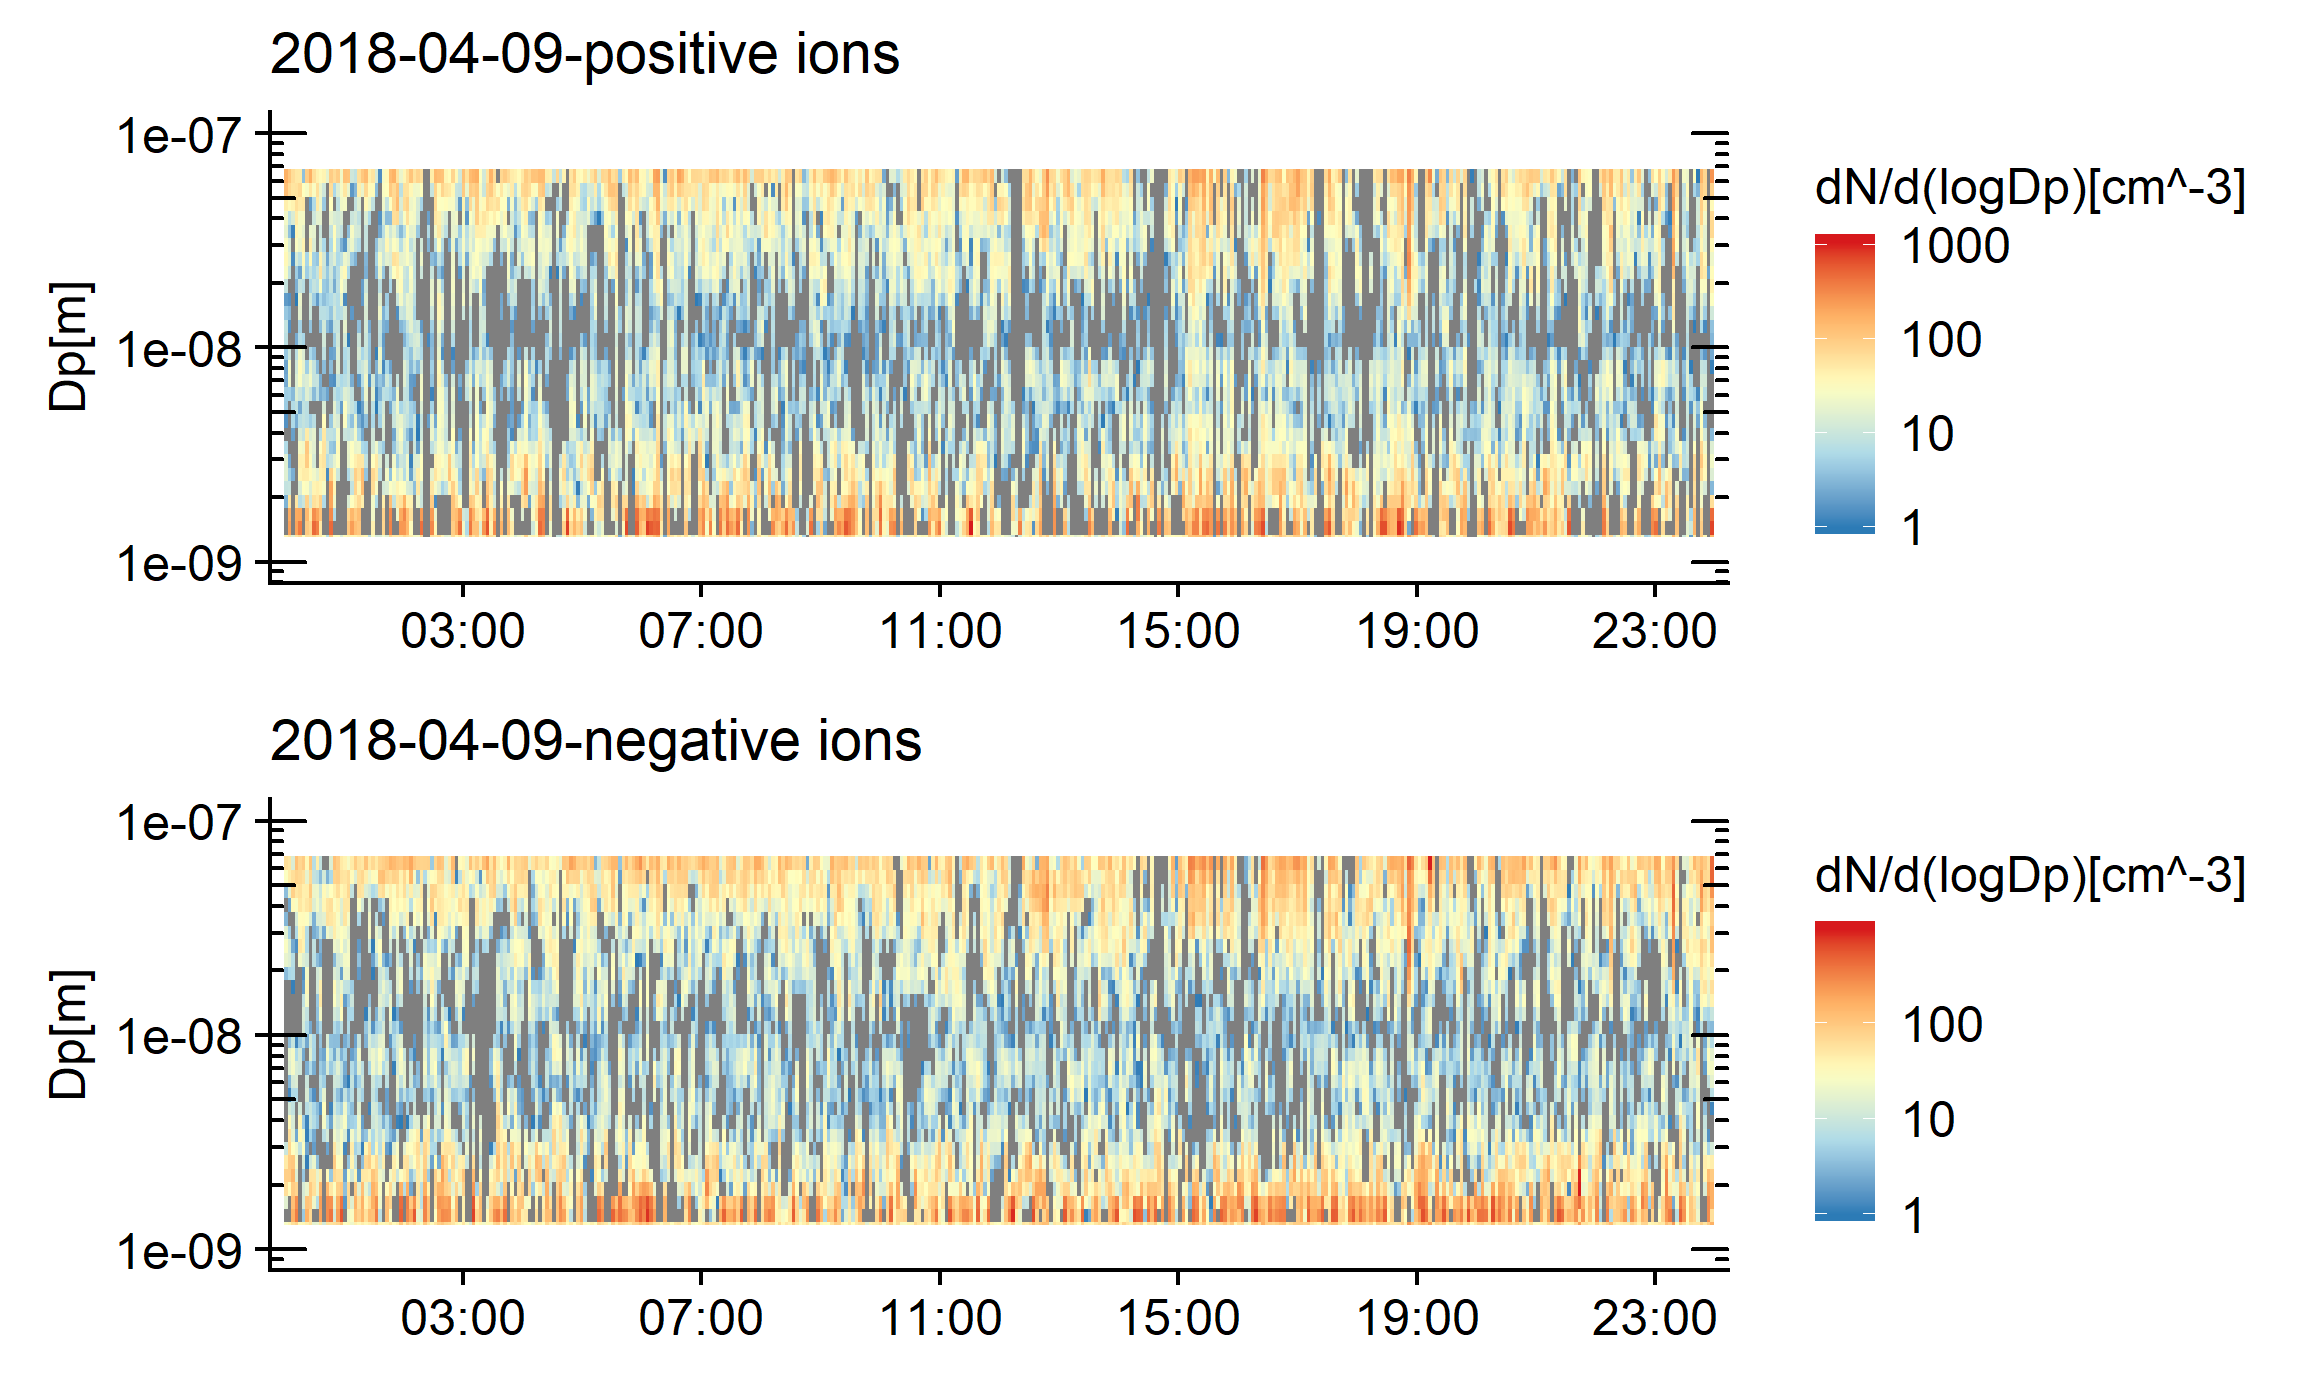 2018-04-09-positive ions
1e-07
1e-08
1e-09
Dp[m]
03:00 07:00 11:00 15:00 19:00 23:00
dN/d(logDp)[cm^-3]
1000
100
10
1
2018-04-09-negative ions
1e-07
1e-08
1e-09
Dp[m]
03:00 07:00 11:00 15:00 19:00 23:00
dN/d(logDp)[cm^-3]
100
10
1